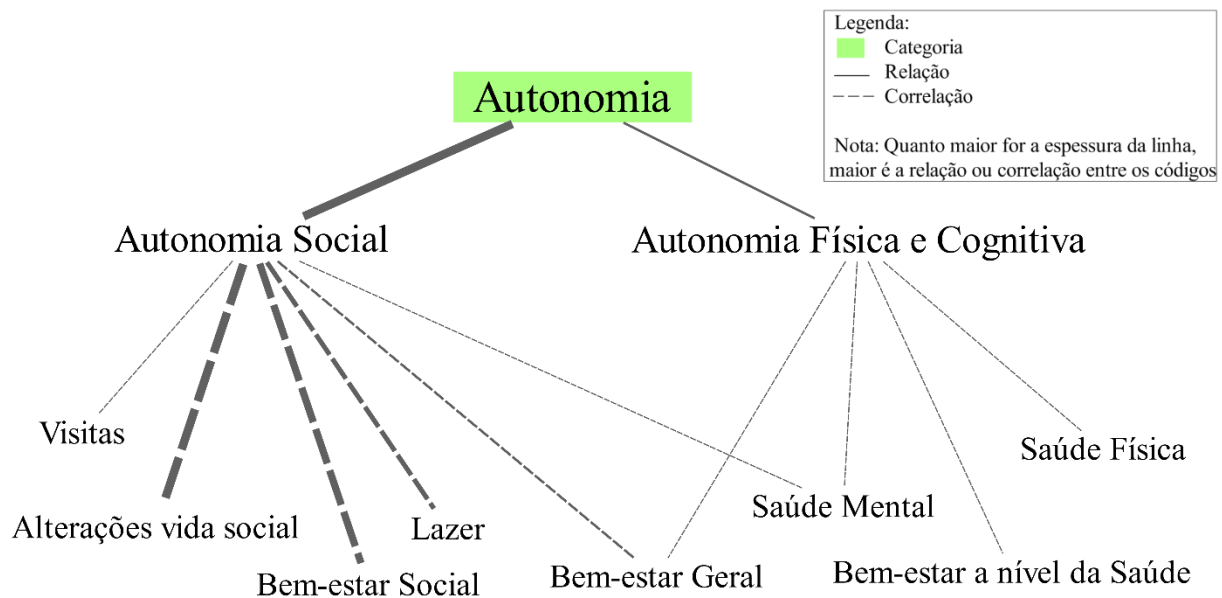 Legenda:
Categoria
Relação
Correlação
Nota: Quanto maior for a espessura da linha,
maior é a relação ou correlação entre os códigos
Autonomia
Autonomia Social
Autonomia Física e Cognitiva
Visitas
Saúde Física
Alterações vida social
Lazer
Saúde Mental
Bem-estar Social
Bem-estar Geral
Bem-estar a nível da Saúde